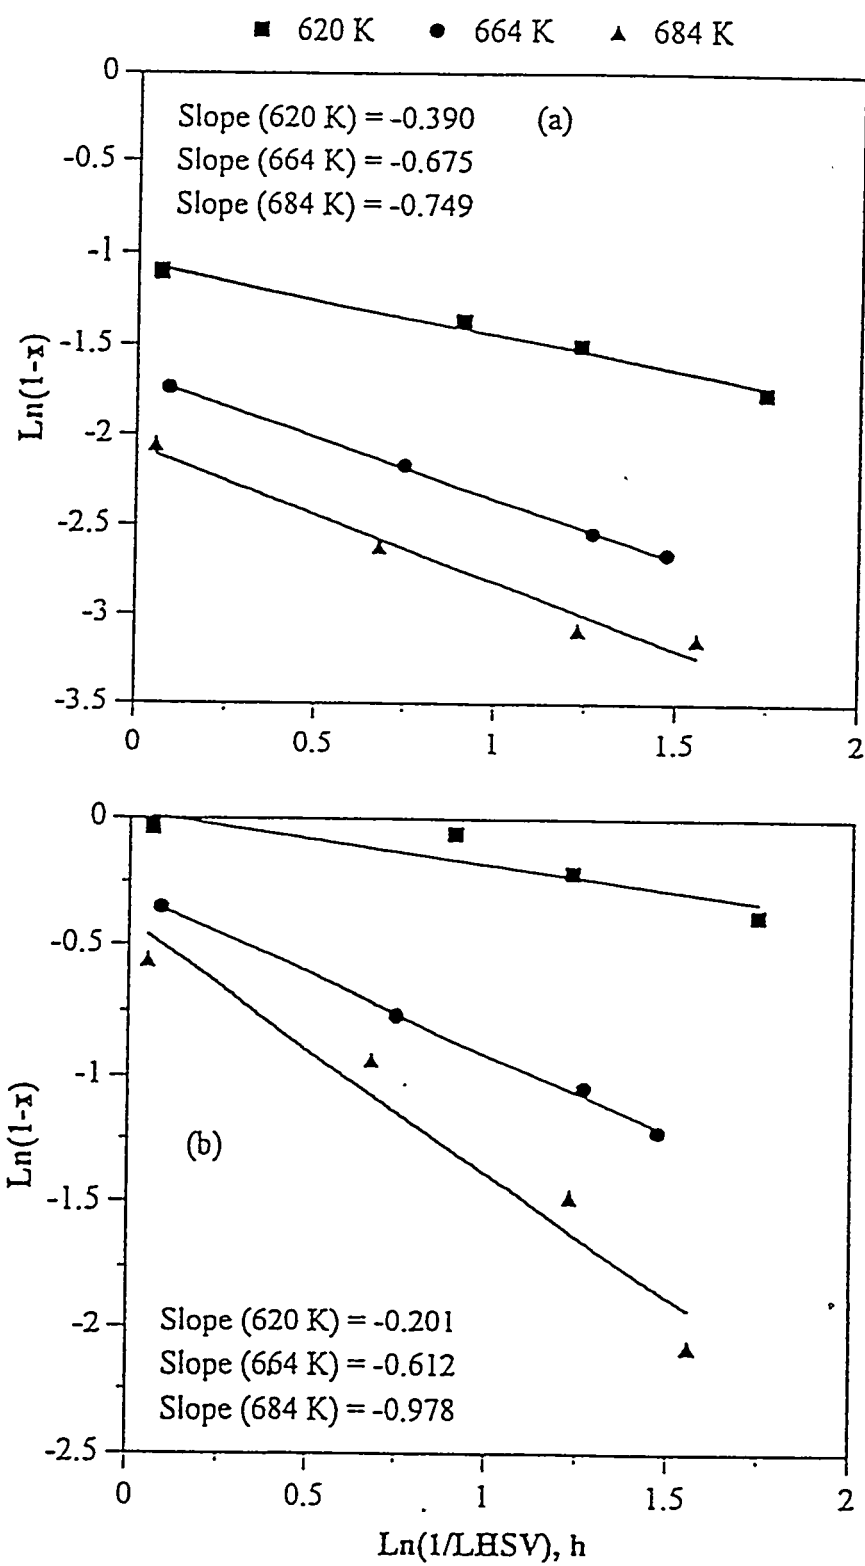 620 K 664 K 684 K
0
Slope (620 K) = -0.390 (a)
-0.5
Slope (664 K) = -0.675
Slope (684 K) = -0.749
-1
-1.5
Ln(1-x)
-2
-2.5
-3
-3.5
0 0.5 1 1.5 2
0
-0.5
-1
Ln(1-x)
(b)
-1.5
-2
Slope (620 K) = -0.201
Slope (664 K) = -0.612
Slope (684 K) = -0.978
-2.5
0 0.5 1 1.5 2
Ln(1/LHSV), h